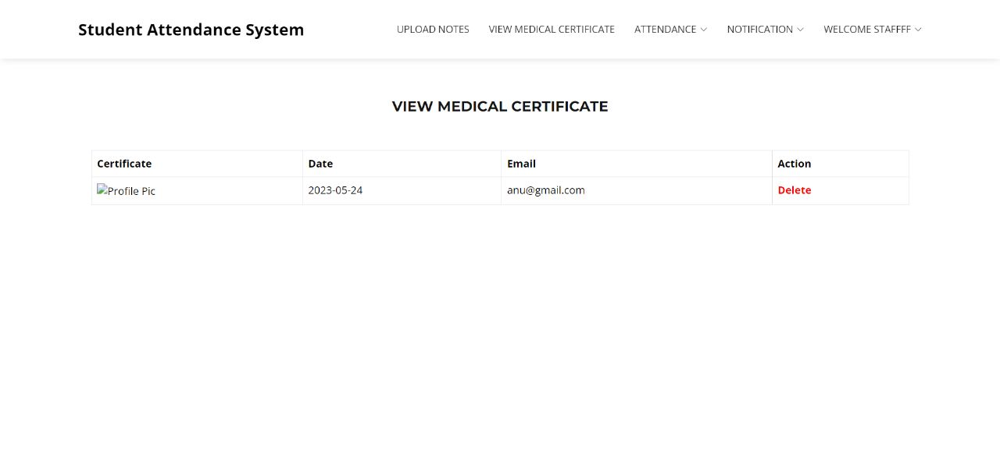 Student Attendance System
UPLOAD NOTES VIEW MEDICAL CERTIFICATE ATTENDANCE NOTIFICATION WELCOME STAFFFF
VIEW MEDICAL CERTIFICATE
Certificate Date Email Action
Profile Pic 2023-05-24 anu@gmail.com Delete